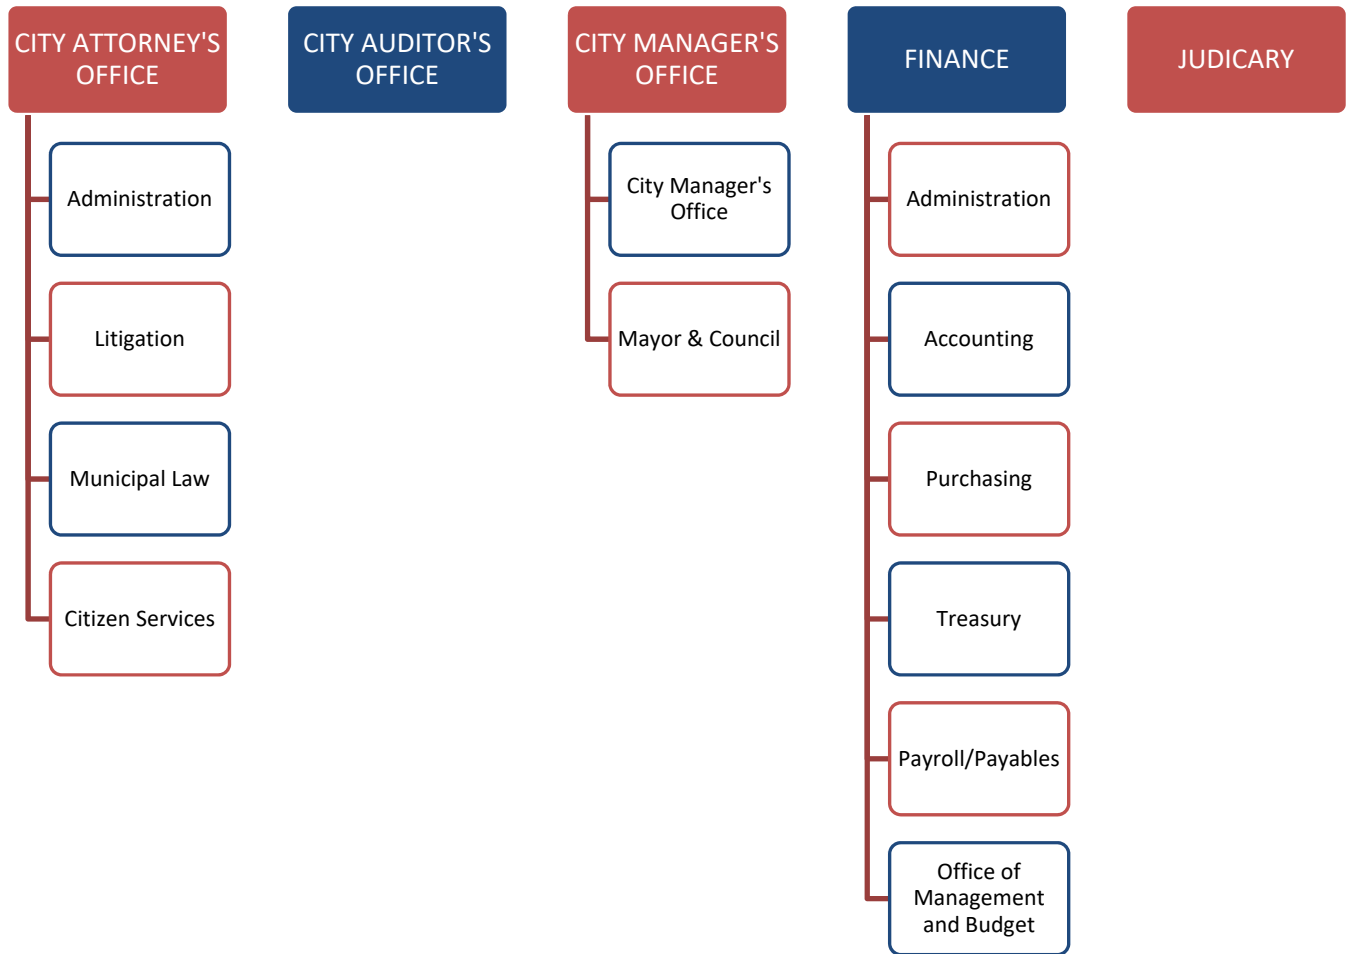 CITY ATTORNEY'S
OFFICE
Administration
Litigation
Municipal Law
Citizen Services
CITY AUDITOR'S
OFFICE
CITY MANAGER'S
OFFICE
City Manager's
Office
Mayor & Council
FINANCE
Administration
Accounting
Purchasing
Treasury
Payroll/Payables
Office of
Management
and Budget
JUDICARY